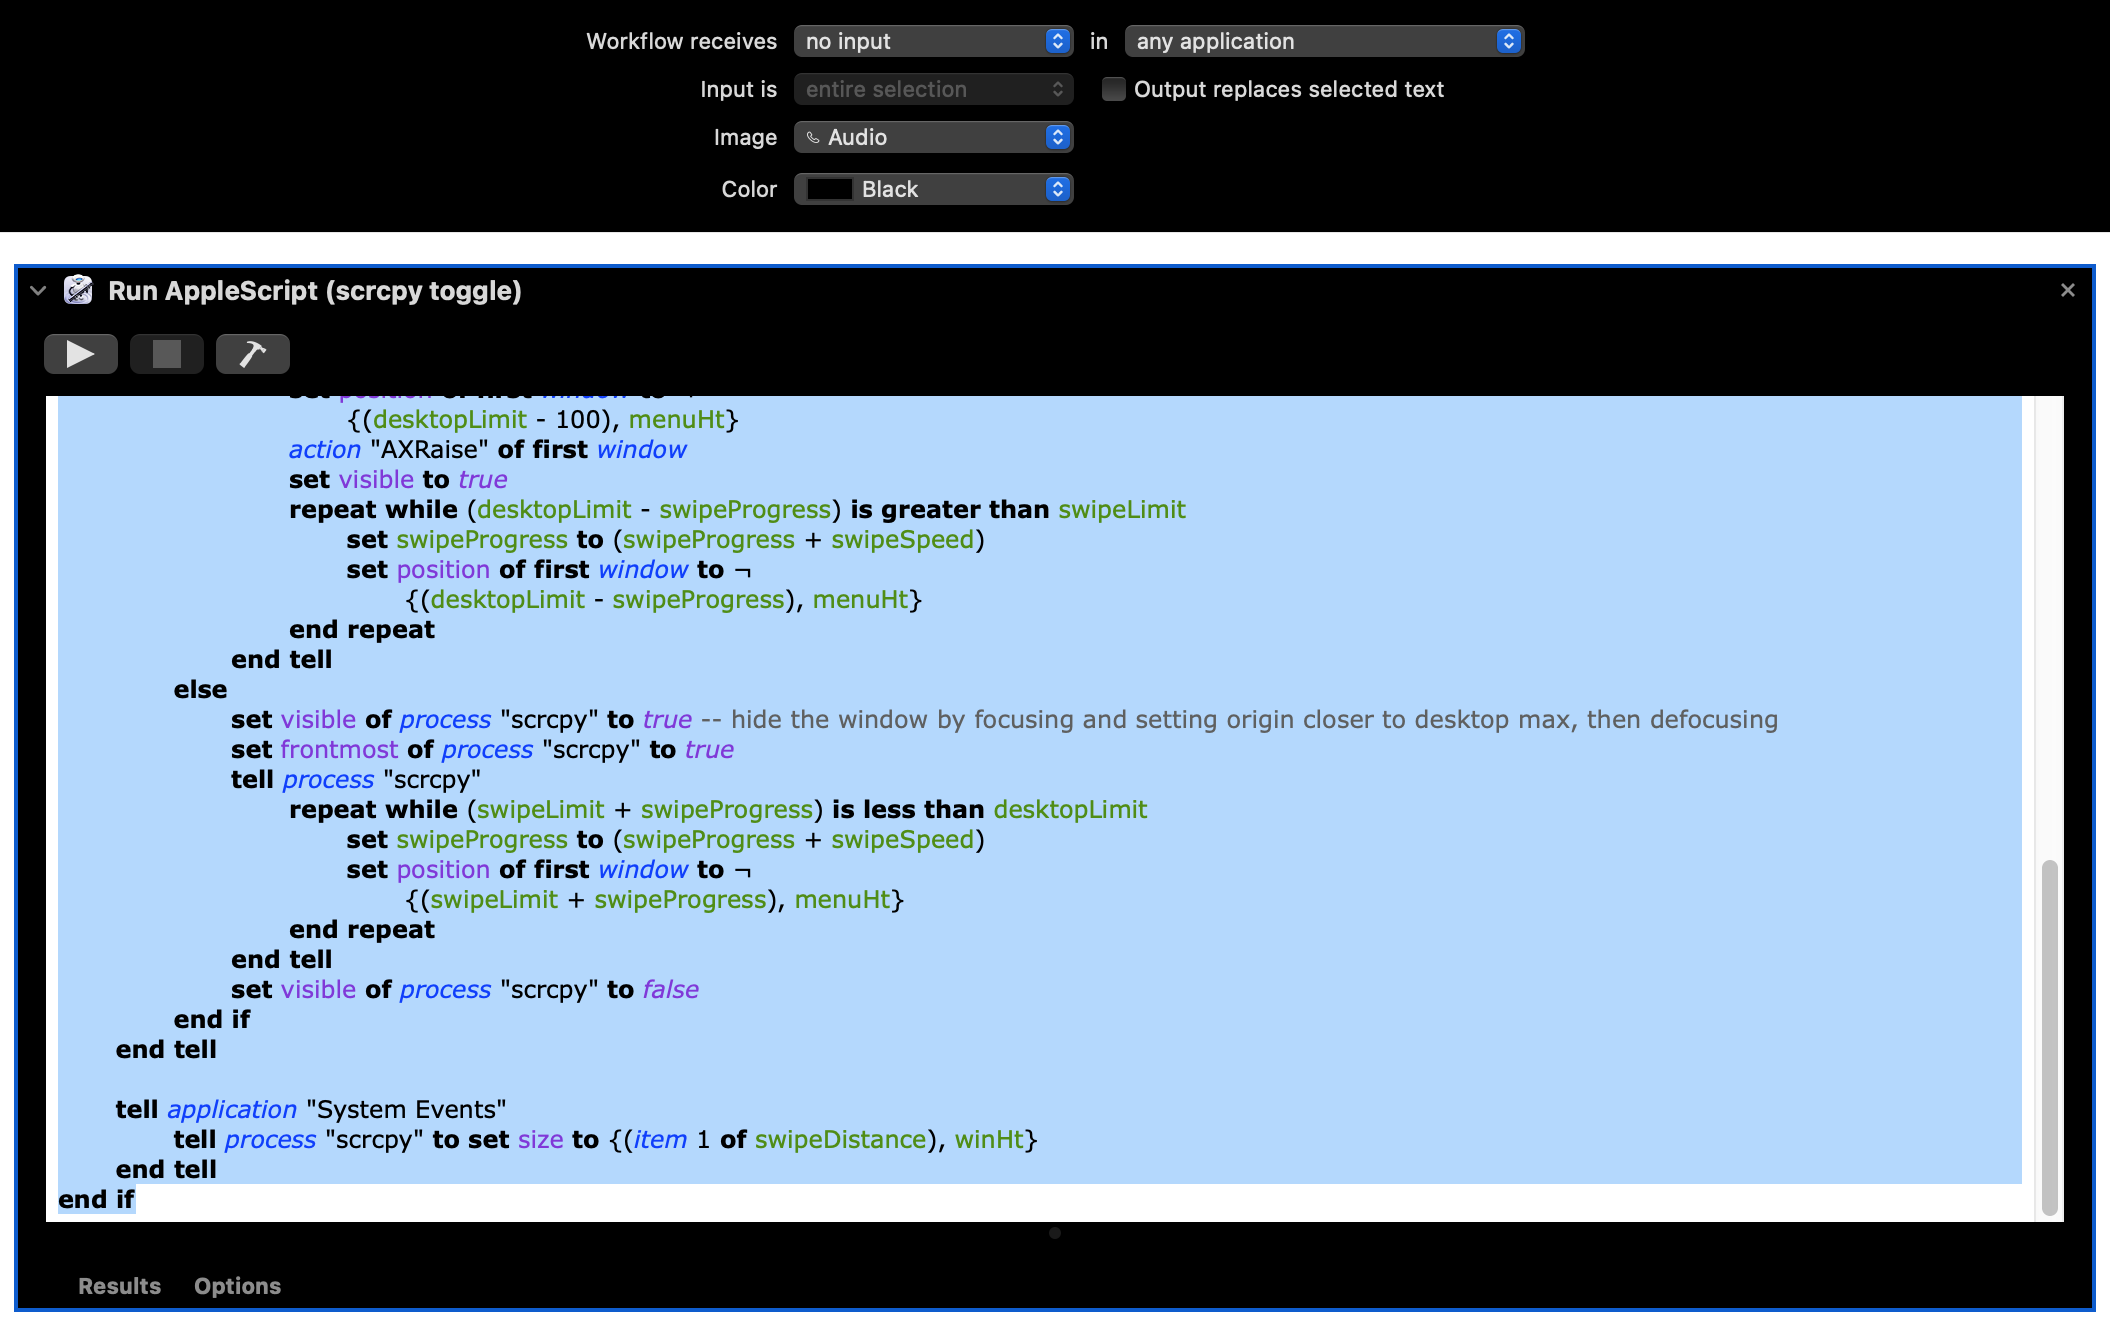 Workflow receives no input in any application
Input is entire selection Output replaces selected text
Image Audio
Color Black
Run AppleScript (scrcpy toggle)
set position of first window to ¬
{(desktopLimit - 100), menuHt}
action "AXRaise" of first window
set visible to true
repeat while (desktopLimit - swipeProgress) is greater than swipeLimit
set swipeProgress to (swipeProgress + swipeSpeed)
set position of first window to ¬
{(desktopLimit - swipeProgress), menuHt}
end repeat
end tell
else
set visible of process "scrcpy" to true -- hide the window by focusing and setting origin closer to desktop max, then defocusing
set frontmost of process "scrcpy" to true
tell process "scrcpy"
repeat while (swipeLimit + swipeProgress) is less than desktopLimit
set swipeProgress to (swipeProgress + swipeSpeed)
set position of first window to ¬
{(swipeLimit + swipeProgress), menuHt}
end repeat
end tell
set visible of process "scrcpy" to false
end if
end tell
tell application "System Events"
tell process "scrcpy" to set size to {(item 1 of swipeDistance), winHt}
end tell
end if
Results Options